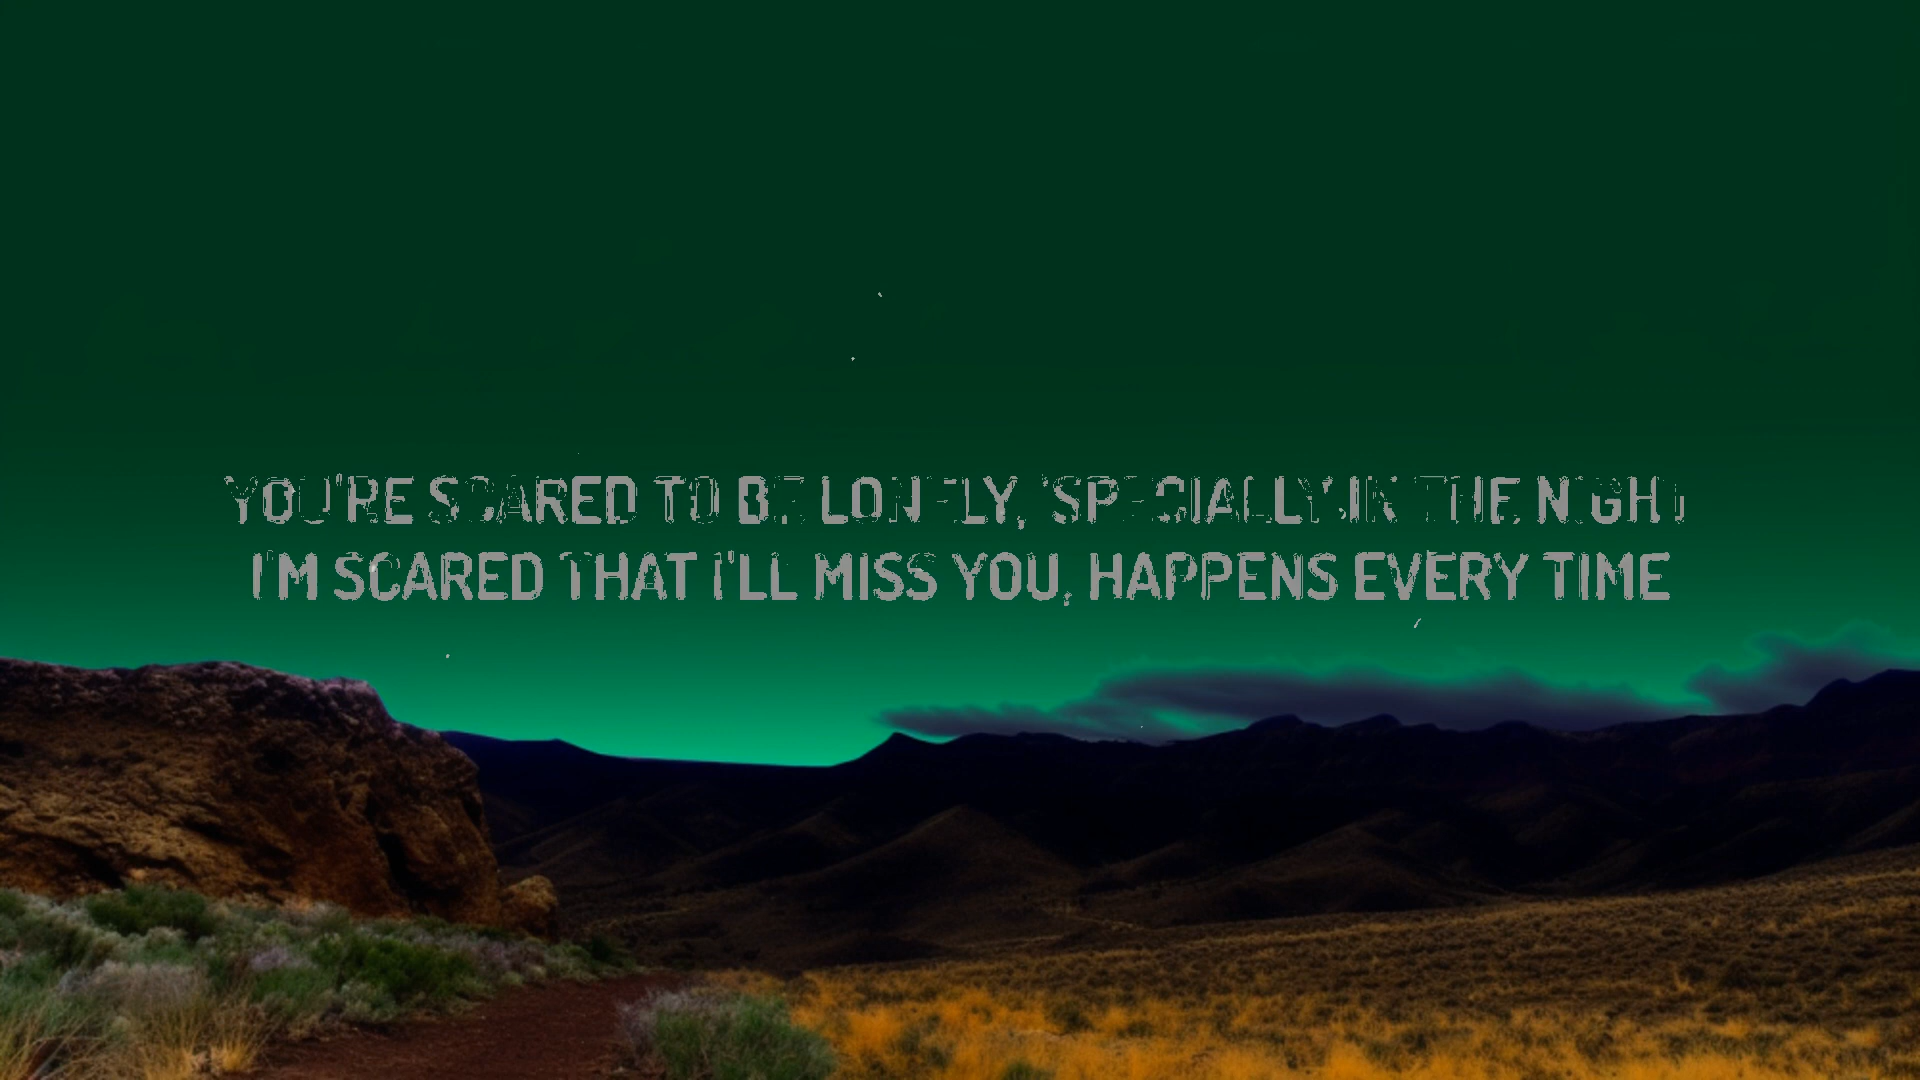 YOU'RE SCARED TO BE LONELY, 'SPECIALLY IN THE NIGHT
I'M SCARED THAT I'LL MISS YOU, HAPPENS EVERY TIME